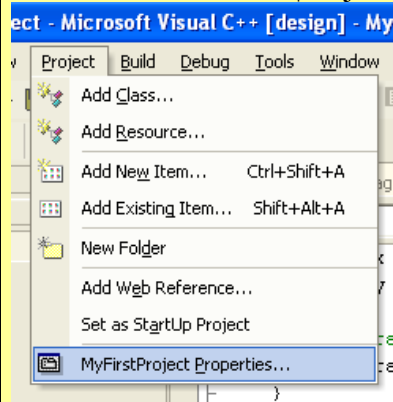 ect - Microsoft Visual C++ [design] - My
Project Build Debug Tools Window
Add Class...
Add Resource...
Add New Item... Ctrl+Shift+A
Add Existing Item... Shift+Alt+A
New Folder
Add Web Reference...
Set as StartUp Project
MyFirstProject Properties...
}